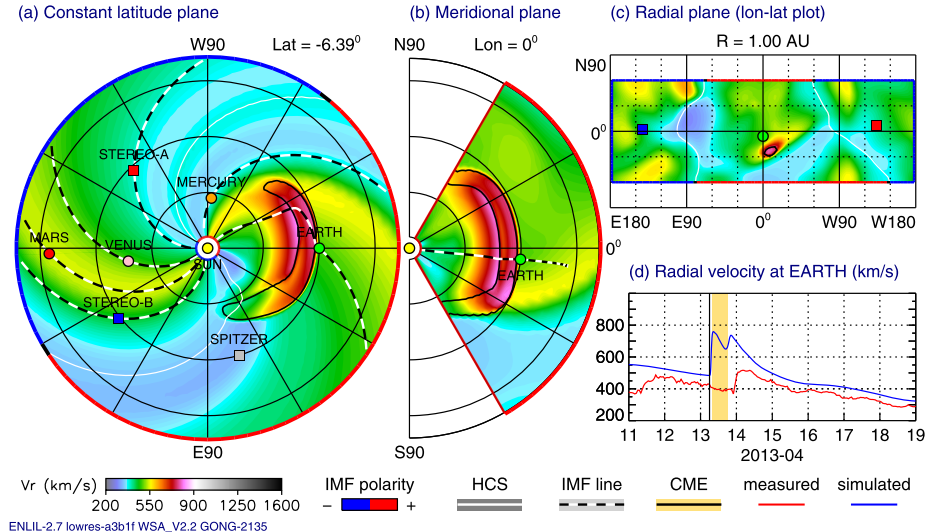 (a) Constant latitude plane
(b) Meridional plane
(c) Radial plane (lon-lat plot)
W90
Lat = -6.39⁰
N90
Lon = 0⁰
R = 1.00 AU
N90
0⁰
E180 E90 0⁰ W90 W180
STEREO-A
MERCURY
MARS
VENUS
SUN
EARTH
STEREO-B
SPITZER
E90
EARTH
0⁰
S90
(d) Radial velocity at EARTH (km/s)
800
600
400
200
11 12 13 14 15 16 17 18 19
2013-04
Vr (km/s)
200 550 900 1250 1600
IMF polarity
− +
HCS
IMF line
CME
measured
simulated
ENLIL-2.7 lowres-a3b1f WSA_V2.2 GONG-2135